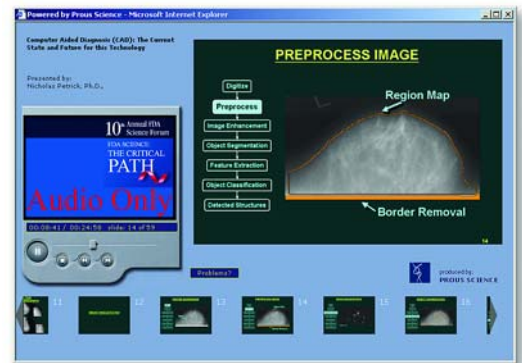 Powered by Prous Science - Microsoft Internet Explorer
Computer Aided Diagnosis (CAD): The Current
State and Future for this Technology
Presented by:
Nicholas Petrick, Ph.D.,
10th Annual FDA
Science Forum
FDA SCIENCE:
THE CRITICAL
PATH
Audio Only
00:08:41 / 00:24:58 slide: 14 of 59
PREPROCESS IMAGE
Digitize
Preprocess
Image Enhancement
Object Segmentation
Feature Extraction
Object Classification
Detected Structures
Region Map
Border Removal
14
Problems?
produced by:
PROUS SCIENCE
11
12
13
14
15
16